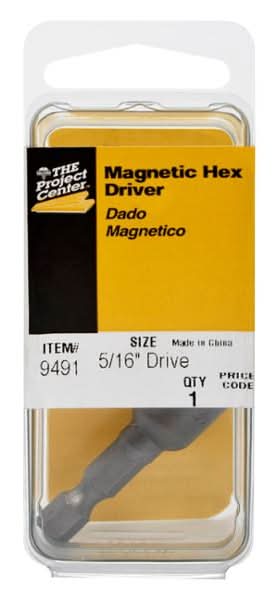 THE
Project
Center
Magnetic Hex
Driver
Dado
Magnetico
ITEM#
9491
SIZE Made in China
5/16" Drive
QTY
1
PRICE
CODE